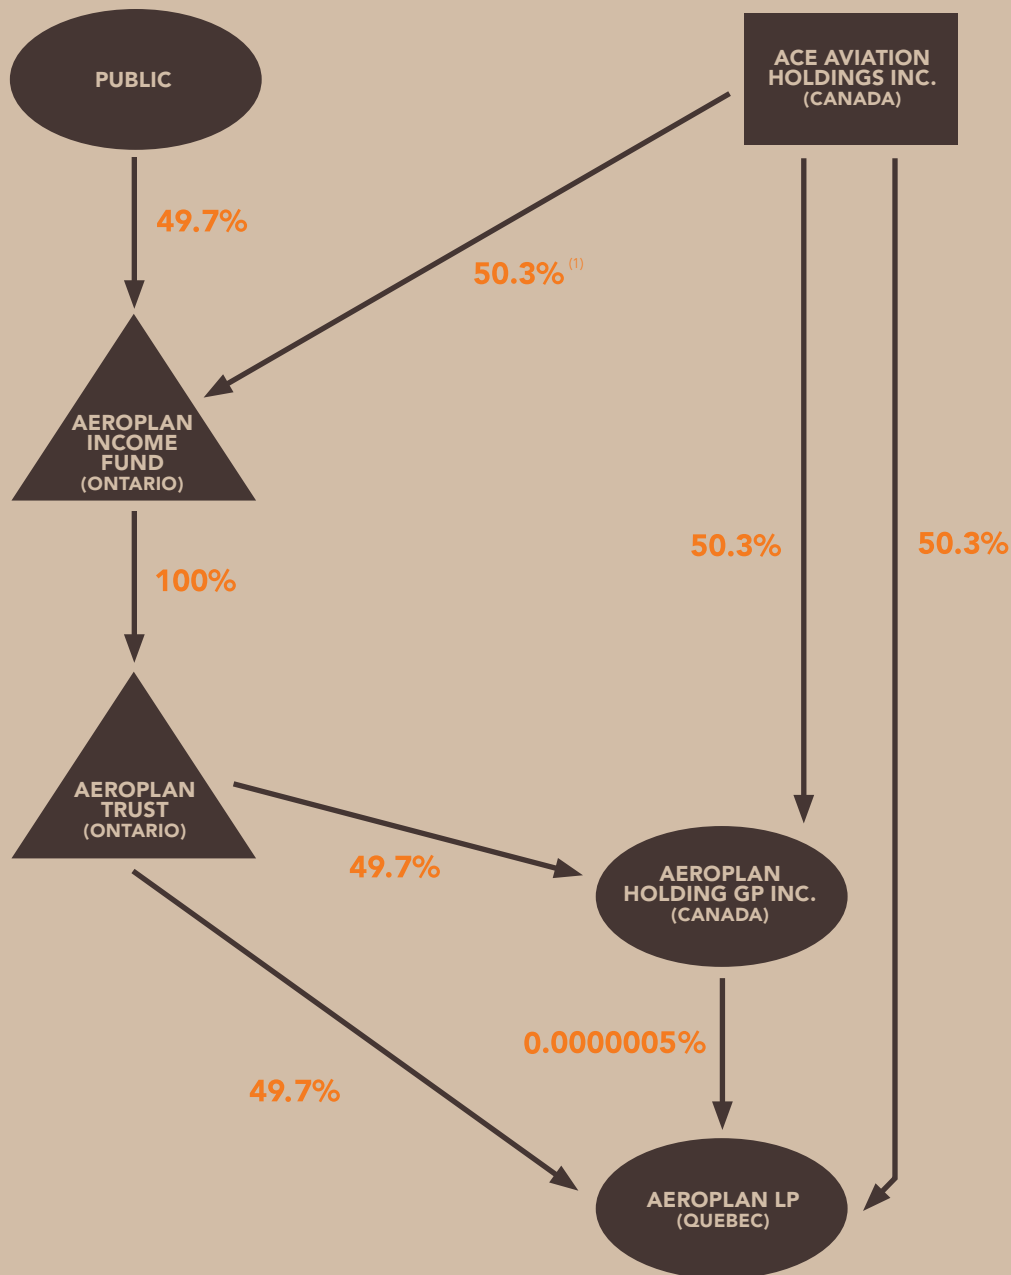 PUBLIC
ACE AVIATION
HOLDINGS INC.
(CANADA)
49.7%
50.3% (1)
AEROPLAN
INCOME
FUND
(ONTARIO)
50.3%
50.3%
100%
AEROPLAN
TRUST
(ONTARIO)
49.7%
AEROPLAN
HOLDING GP INC.
(CANADA)
0.0000005%
49.7%
AEROPLAN LP
(QUEBEC)